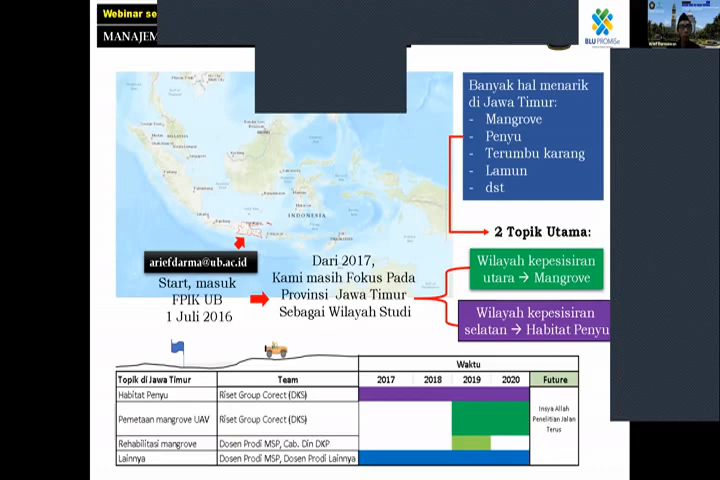 Webinar se
MANAJEM
BLU PROMISe
Banyak hal menarik
di Jawa Timur:
- Mangrove
- Penyu
- Terumbu karang
- Lamun
- dst
INDONESIA
2 Topik Utama:
ariefdarma@ub.ac.id
Start, masuk
FPIK UB
1 Juli 2016
Dari 2017,
Kami masih Fokus Pada
Provinsi Jawa Timur
Sebagai Wilayah Studi
Wilayah kepesisiran
utara → Mangrove
Wilayah kepesisiran
selatan → Habitat Penyu
Waktu
Topik di Jawa Timur Team 2017 2018 2019 2020 Future
Habitat Penyu Riset Group Corect (DKS)
Pemetaan mangrove UAV Riset Group Corect (DKS)
Insya Allah
Penelitian Jalan
Terus
Rehabilitasi mangrove Dosen Prodi MSP, Cab. Din DKP
Lainnya Dosen Prodi MSP, Dosen Prodi Lainnya